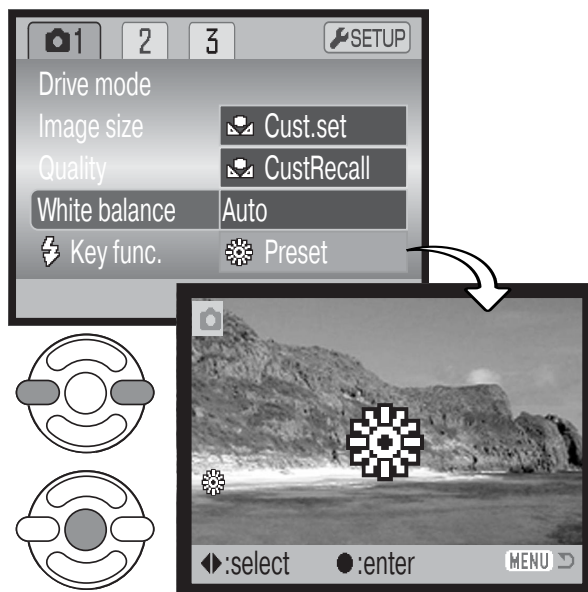 1 2 3 SETUP
Drive mode
Image size Cust.set
Quality CustRecall
White balance Auto
Key func. Preset
:select :enter MENU